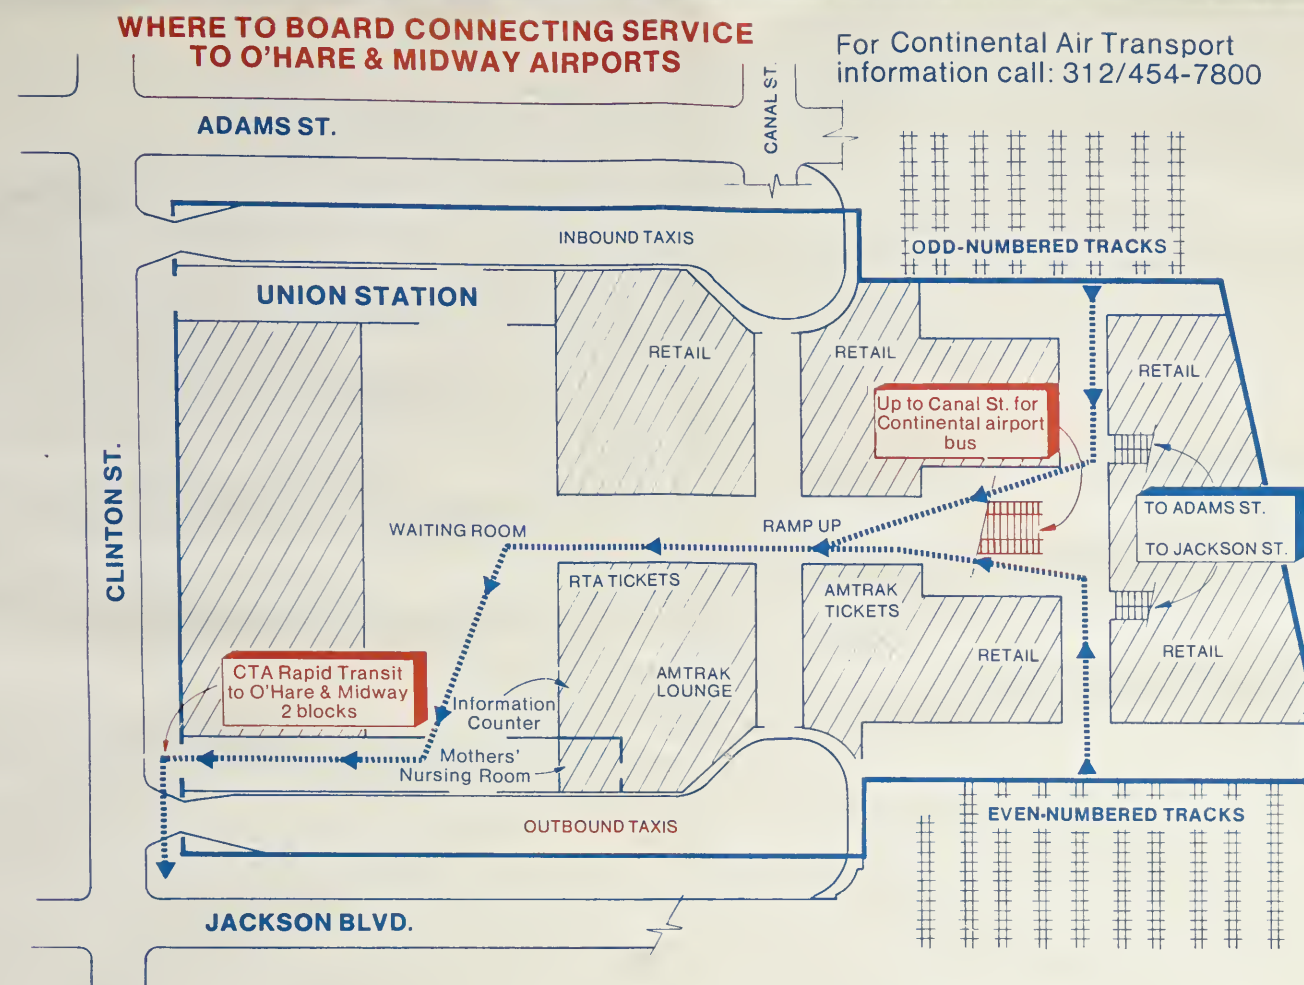 WHERE TO BOARD CONNECTING SERVICE
TO O'HARE & MIDWAY AIRPORTS
For Continental Air Transport
information call: 312/454-7800
ADAMS ST.
CANAL ST.
INBOUND TAXIS
ODD-NUMBERED TRACKS
UNION STATION
RETAIL
RETAIL
RETAIL
Up to Canal St. for
Continental airport
bus
CLINTON ST.
WAITING ROOM
RAMP UP
TO ADAMS ST.
TO JACKSON ST.
RTA TICKETS
AMTRAK
TICKETS
RETAIL
RETAIL
CTA Rapid Transit
to O'Hare & Midway
2 blocks
AMTRAK
LOUNGE
Information
Counter
Mothers'
Nursing Room
OUTBOUND TAXIS
EVEN-NUMBERED TRACKS
JACKSON BLVD.